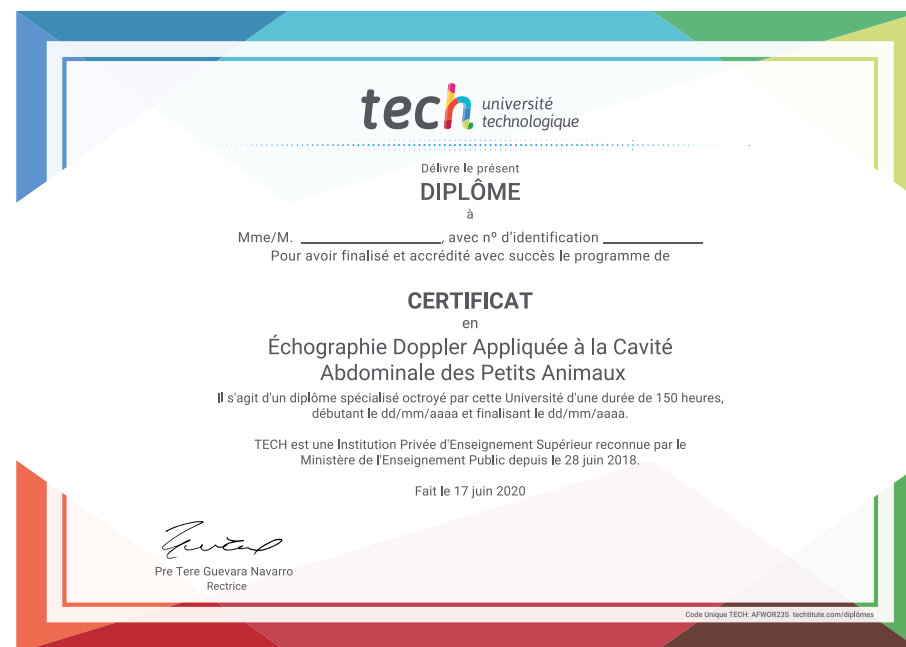 tech université
technologique
Délivre le présent
DIPLÔME
à
Mme/M. ____________________, avec nº d'identification ______________
Pour avoir finalisé et accrédité avec succès le programme de
CERTIFICAT
en
Échographie Doppler Appliquée à la Cavité
Abdominale des Petits Animaux
Il s'agit d'un diplôme spécialisé octroyé par cette Université d'une durée de 150 heures,
débutant le dd/mm/aaaa et finalisant le dd/mm/aaaa.
TECH est une Institution Privée d'Enseignement Supérieur reconnue par le
Ministère de l'Enseignement Public depuis le 28 juin 2018.
Fait le 17 juin 2020
Pre Tere Guevara Navarro
Rectrice
Code Unique TECH: AFWOR23S techtitute.com/diplômes